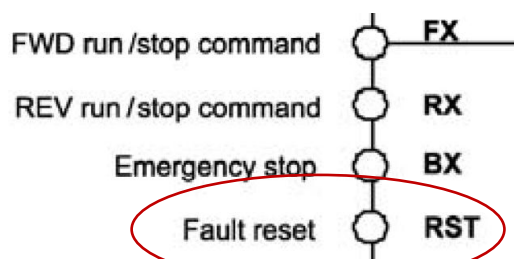 FWD run/stop command FX
REV run/stop command RX
Emergency stop BX
Fault reset RST